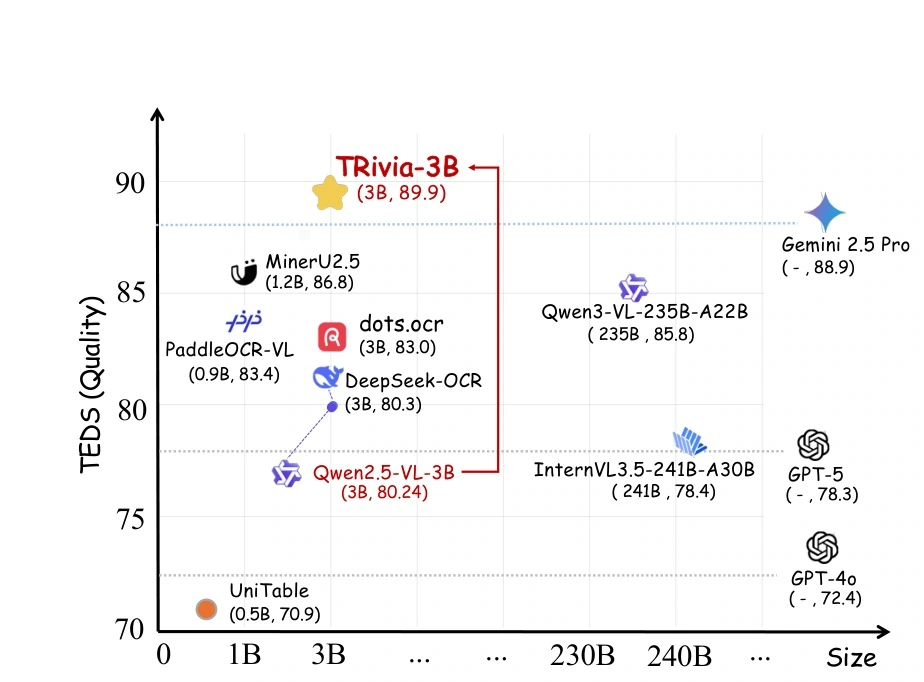 TRivia-3B
(3B, 89.9)
90
Gemini 2.5 Pro
( - , 88.9)
MinerU2.5
(1.2B, 86.8)
85
Qwen3-VL-235B-A22B
( 235B , 85.8)
dots.ocr
(3B, 83.0)
PaddleOCR-VL
(0.9B, 83.4)
DeepSeek-OCR
(3B, 80.3)
80
TEDS (Quality)
Qwen2.5-VL-3B
(3B, 80.24)
InternVL3.5-241B-A30B
( 241B , 78.4)
GPT-5
( - , 78.3)
75
GPT-4o
( - , 72.4)
UniTable
(0.5B, 70.9)
70
0 1B 3B ... ... 230B 240B ... Size